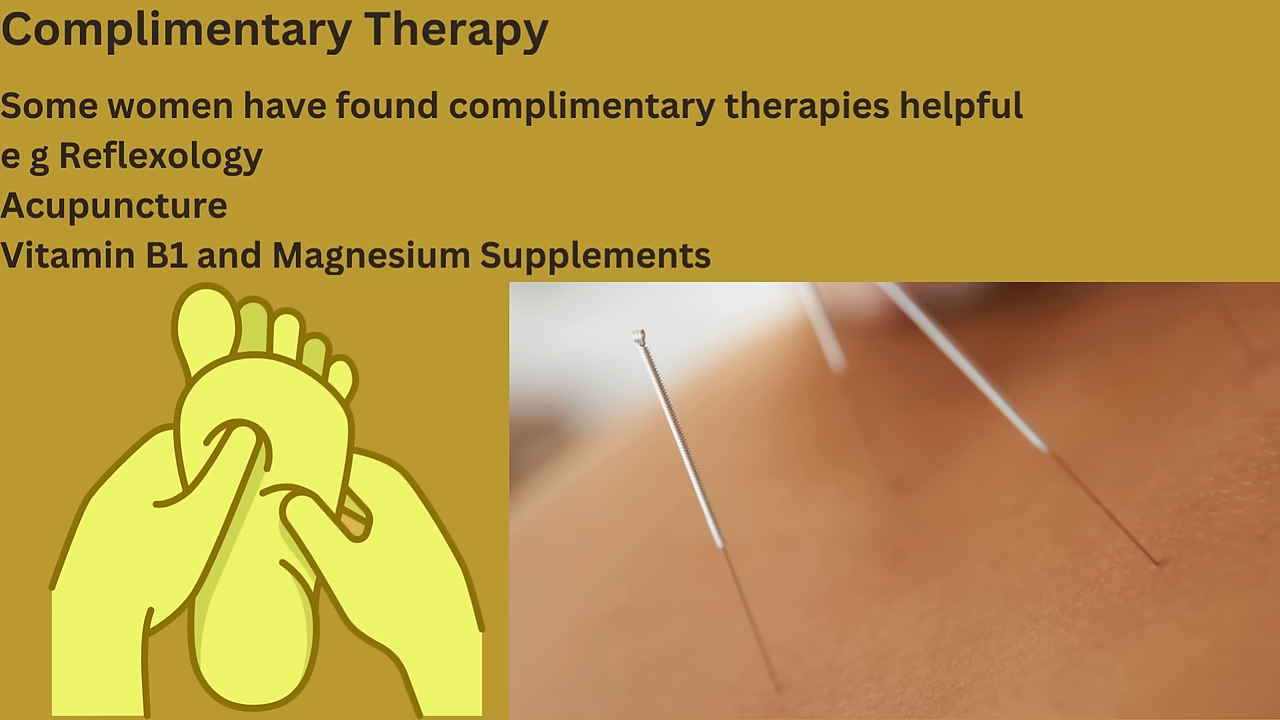 Complimentary Therapy
Some women have found complimentary therapies helpful
e g Reflexology
Acupuncture
Vitamin B1 and Magnesium Supplements